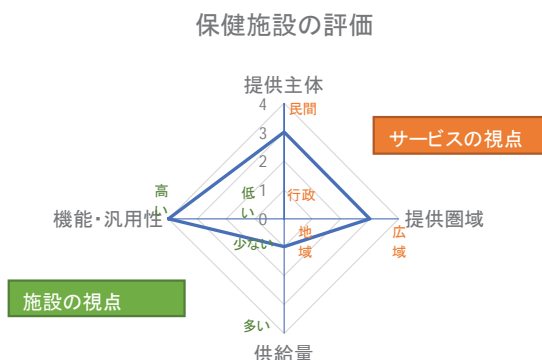 保健施設の評価
提供主体
4
民間
3
サービスの視点
2
高い
低い
1
行政
機能・汎用性
0
提供圏域
地域
広域
少ない
施設の視点
多い
供給量